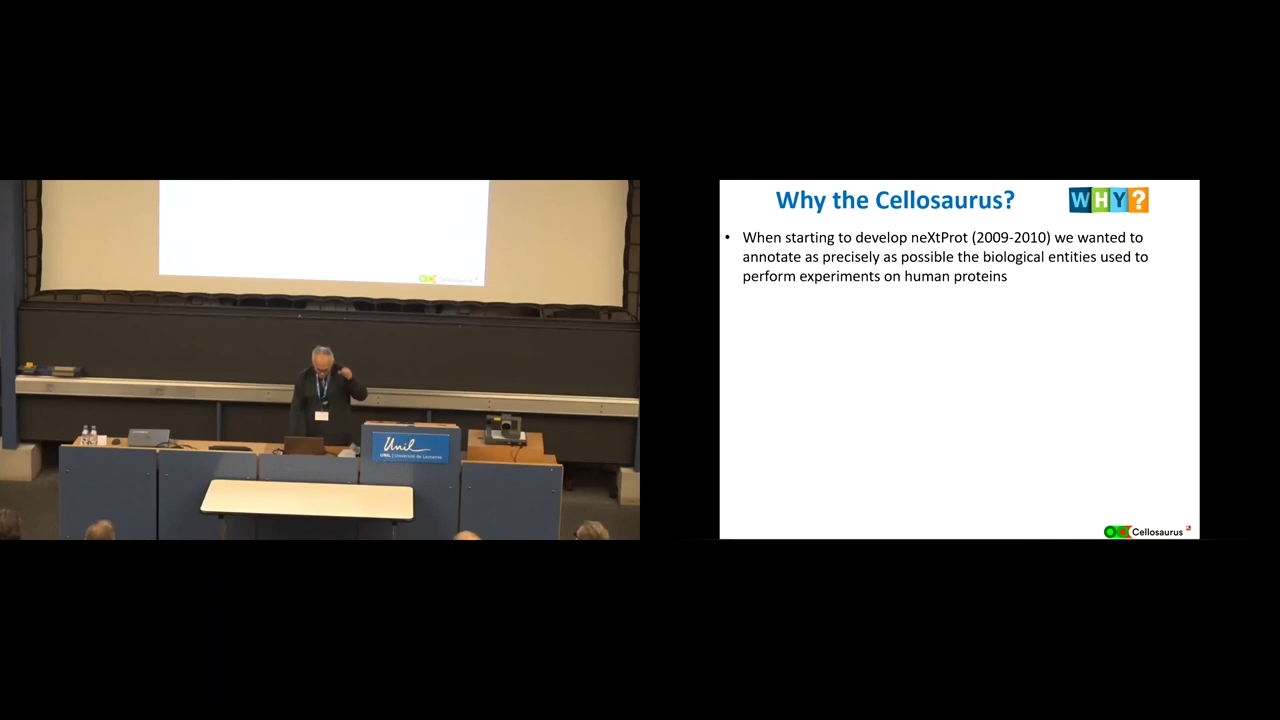 Why the Cellosaurus?
WHY?
• When starting to develop neXtProt (2009-2010) we wanted to
annotate as precisely as possible the biological entities used to
perform experiments on human proteins
Cellosaurus
Cellosaurus
Unil
UNIL | Université de Lausanne